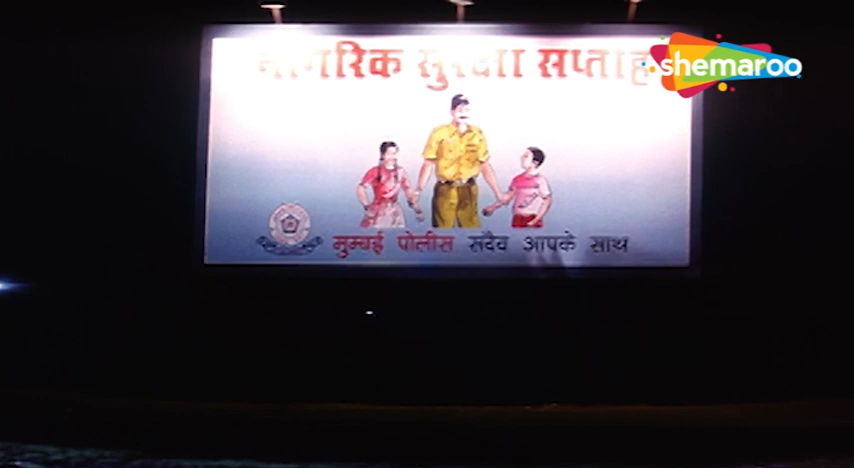 नागरिक सुरक्षा सप्ताह
shemaroo
मुम्बई पोलीस सदैव आपके साथ